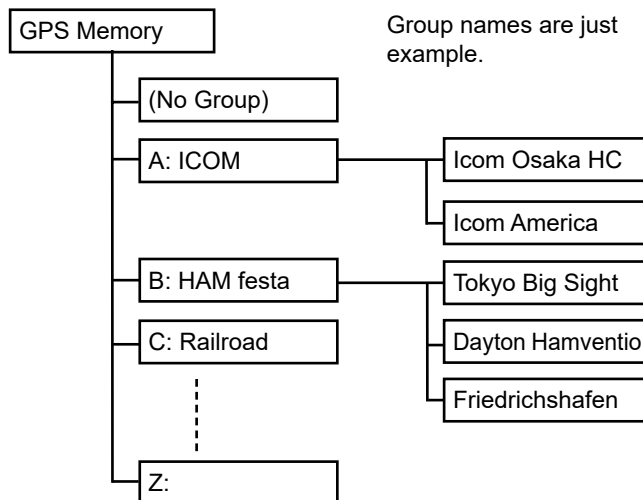 GPS Memory
Group names are just
example.
(No Group)
A: ICOM
Icom Osaka HC
Icom America
B: HAM festa
Tokyo Big Sight
C: Railroad
Dayton Hamventio
Friedrichshafen
Z: